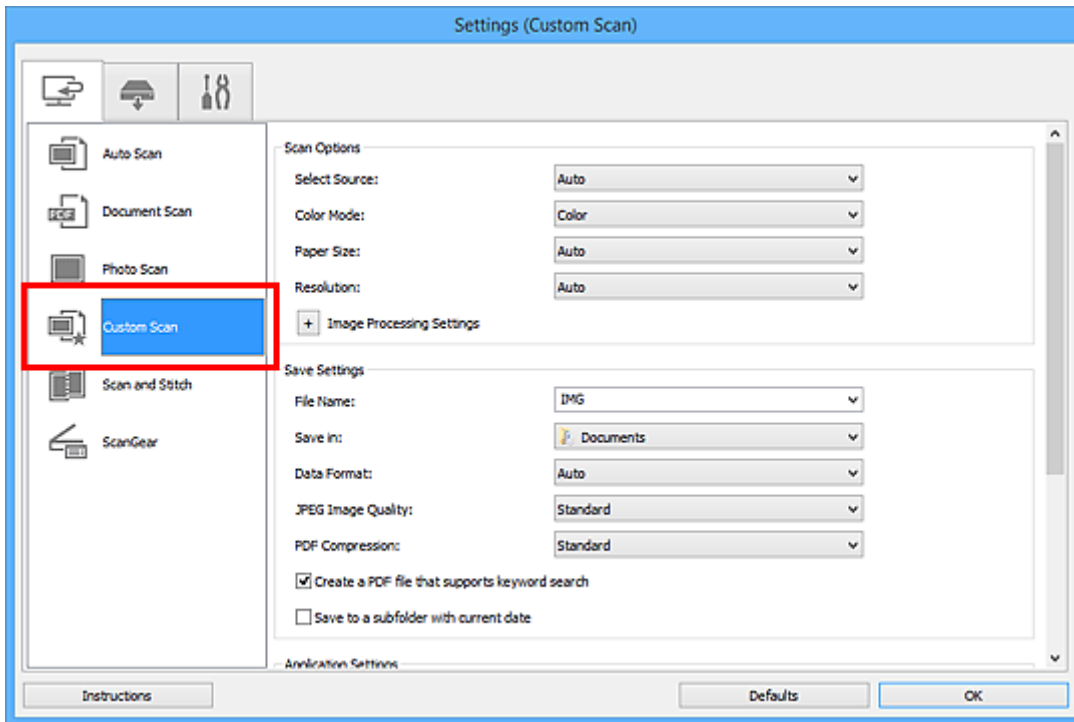 Settings (Custom Scan)
Auto Scan
Document Scan
Photo Scan
Custom Scan
Scan and Stitch
ScanGear
Scan Options
Select Source: Auto
Color Mode: Color
Paper Size: Auto
Resolution: Auto
+ Image Processing Settings
Save Settings
File Name: IMG
Save in: Documents
Data Format: Auto
JPEG Image Quality: Standard
PDF Compression: Standard
Create a PDF file that supports keyword search
Save to a subfolder with current date
Application Settings
Instructions Defaults OK